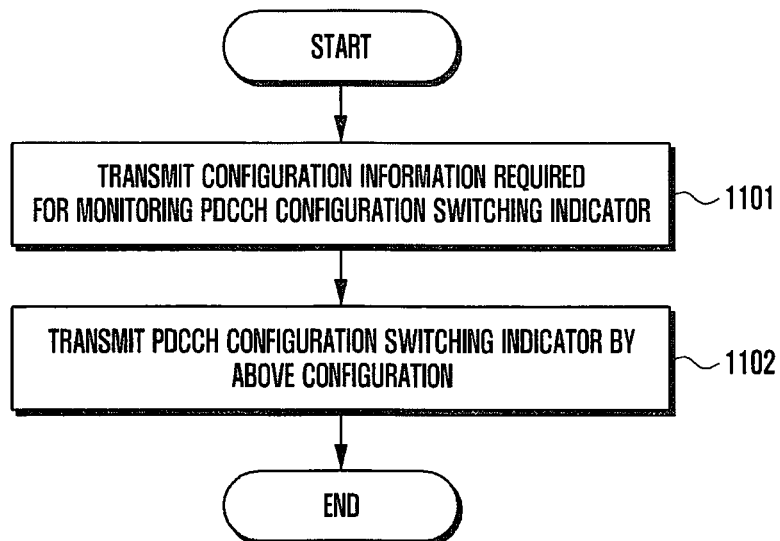 START
TRANSMIT CONFIGURATION INFORMATION REQUIRED
FOR MONITORING PDCCH CONFIGURATION SWITCHING INDICATOR
1101
TRANSMIT PDCCH CONFIGURATION SWITCHING INDICATOR BY
ABOVE CONFIGURATION
1102
END